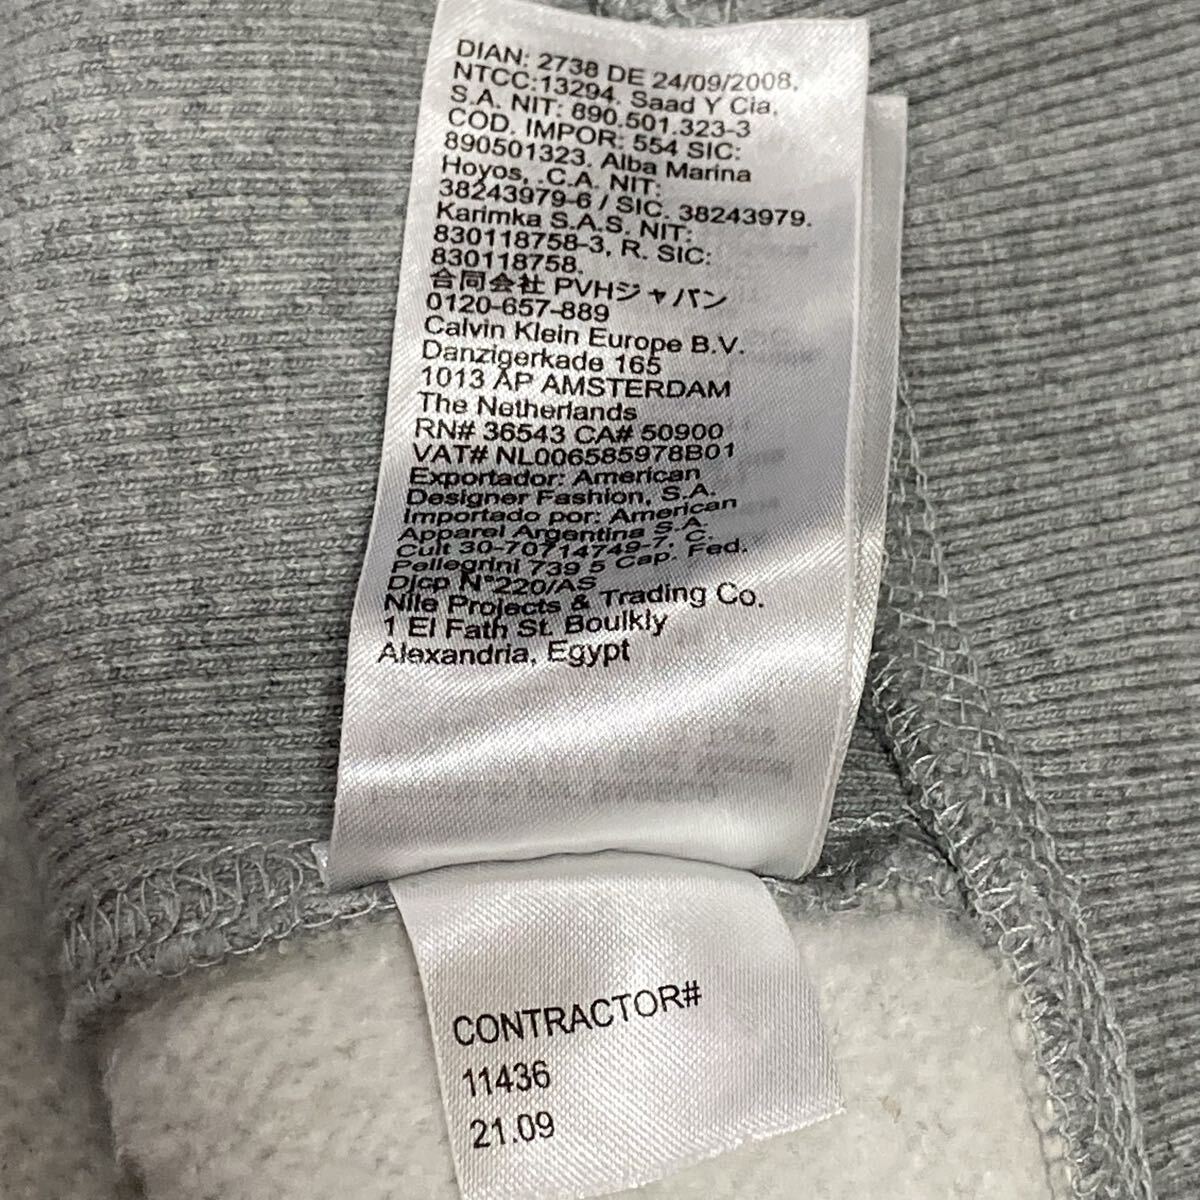 DIAN: 2738 DE 24/09/2008,
NTCC:13294. Saad Y Cia,
S.A. NIT: 890.501.323-3
COD. IMPOR: 554 SIC:
890501323. Alba Marina
Hoyos, .C.A. NIT:
38243979-6 / SIC. 38243979.
Karimka S.A.S. NIT:
830118758-3, R. SIC:
830118758.
合同会社 PVHジャパン
0120-657-889
Calvin Klein Europe B.V.
Danzigerkade 165
1013 AP AMSTERDAM
The Netherlands
RN# 36543 CA# 50900
VAT# NL006585978B01
Exportador: American
Designer Fashion, S.A.
Importado por: American
Apparel Argentina S.A.
Cuit 30-70714749-7, C.
Pellegrini 739 5 Cap. Fed.
Djcp N°220/AS
Nile Projects & Trading Co.
1 El Fath St. Boulkly
Alexandria, Egypt
CONTRACTOR#
11436
21.09